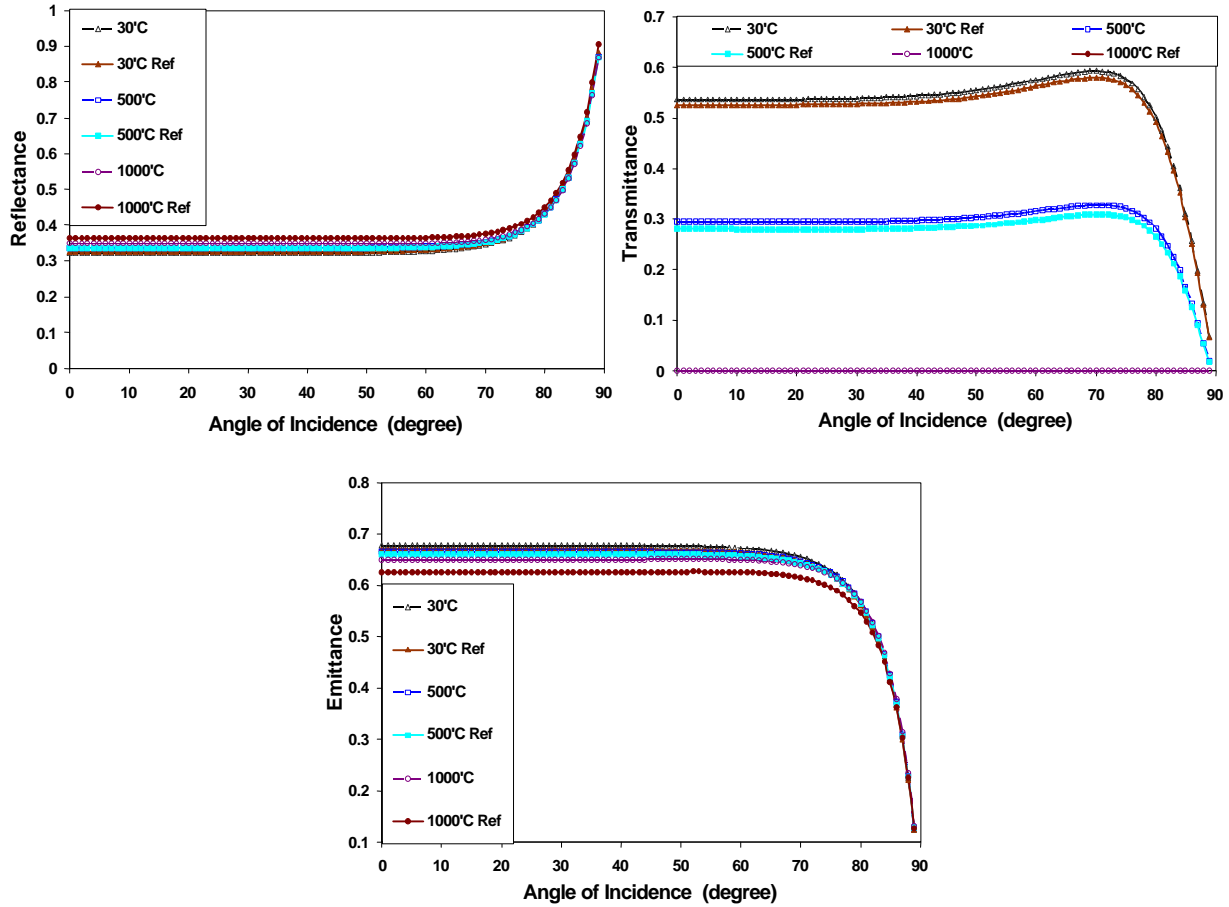 1
0.9
0.8
0.7
0.6
0.5
0.4
0.3
0.2
0.1
0
Reflectance
30'C
30'C Ref
500'C
500'C Ref
1000'C
1000'C Ref
0 10 20 30 40 50 60 70 80 90
Angle of Incidence (degree)
0.7
0.6
0.5
0.4
0.3
0.2
0.1
0
Transmittance
30'C 30'C Ref 500'C
500'C Ref 1000'C 1000'C Ref
0 10 20 30 40 50 60 70 80 90
Angle of Incidence (degree)
0.8
0.7
0.6
0.5
0.4
0.3
0.2
0.1
Emittance
30'C
30'C Ref
500'C
500'C Ref
1000'C
1000'C Ref
0 10 20 30 40 50 60 70 80 90
Angle of Incidence (degree)